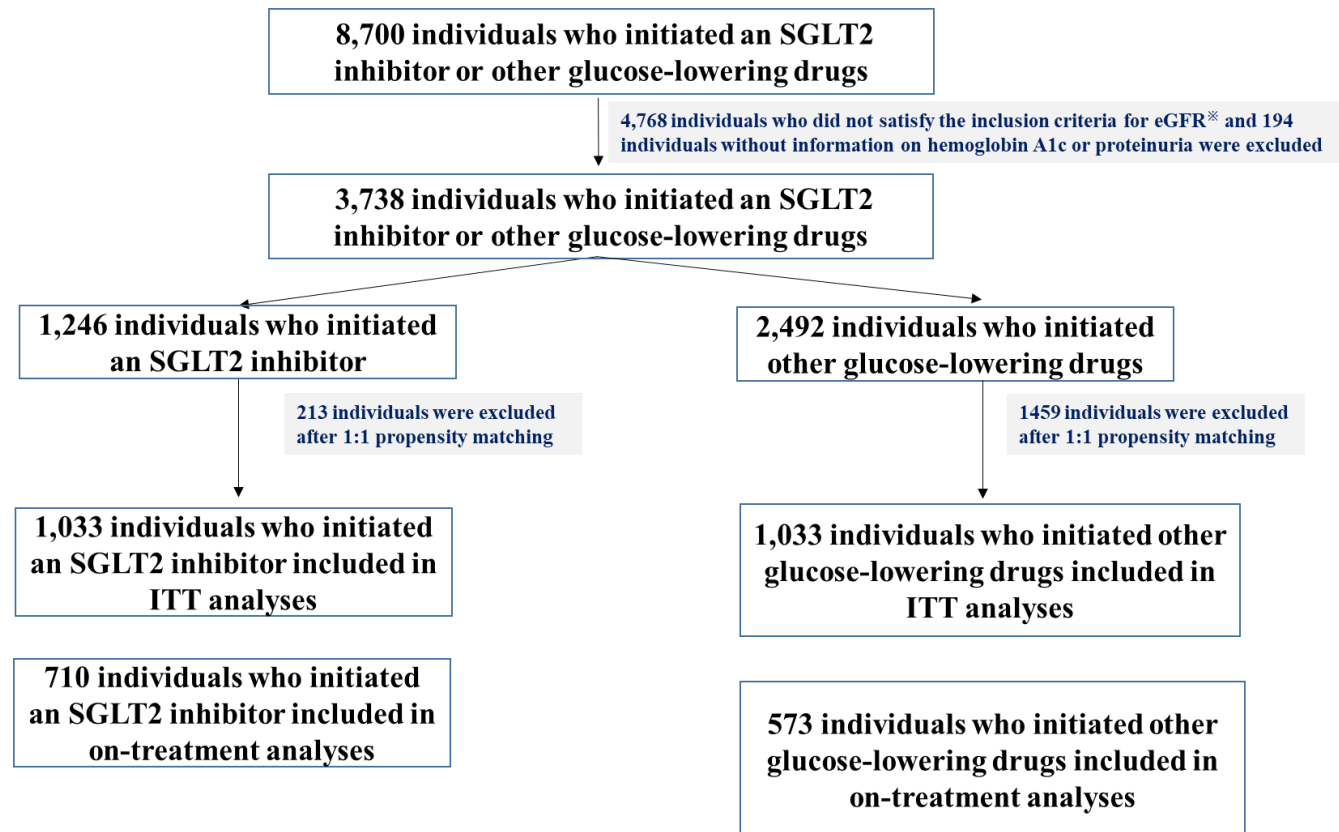 8,700 individuals who initiated an SGLT2
inhibitor or other glucose-lowering drugs
4,768 individuals who did not satisfy the inclusion criteria for eGFR※ and 194
individuals without information on hemoglobin A1c or proteinuria were excluded
3,738 individuals who initiated an SGLT2
inhibitor or other glucose-lowering drugs
1,246 individuals who initiated
an SGLT2 inhibitor
2,492 individuals who initiated
other glucose-lowering drugs
213 individuals were excluded
after 1:1 propensity matching
1459 individuals were excluded
after 1:1 propensity matching
1,033 individuals who initiated
an SGLT2 inhibitor included in
ITT analyses
1,033 individuals who initiated other
glucose-lowering drugs included in
ITT analyses
710 individuals who initiated
an SGLT2 inhibitor included in
on-treatment analyses
573 individuals who initiated other
glucose-lowering drugs included in
on-treatment analyses